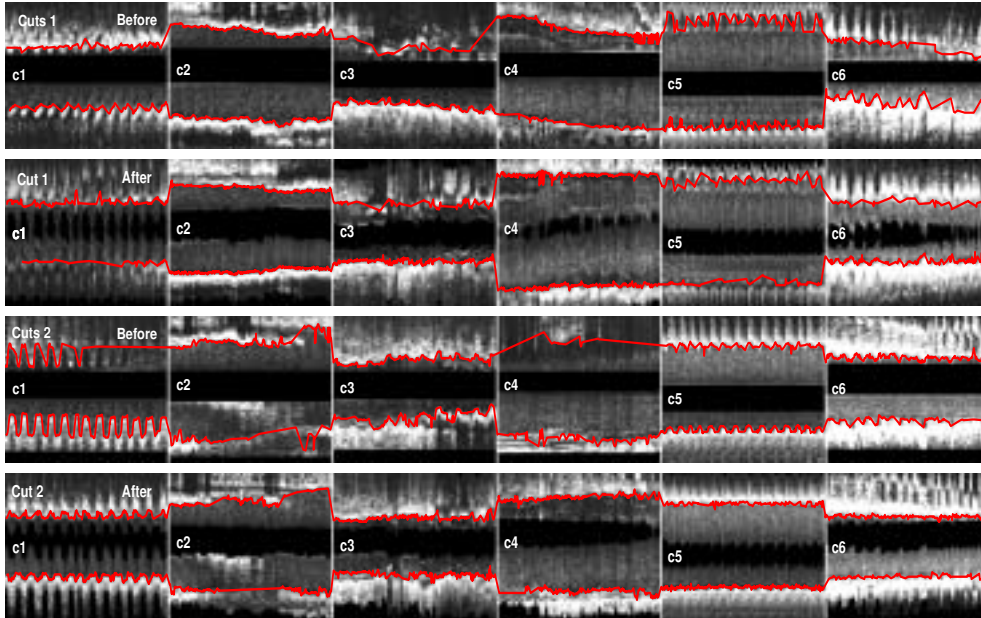 Cuts 1 Before
c1 c2 c3 c4 c5 c6
Cut 1 After
c1 c2 c3 c4 c5 c6
Cuts 2 Before
c1 c2 c3 c4 c5 c6
Cut 2 After
c1 c2 c3 c4 c5 c6